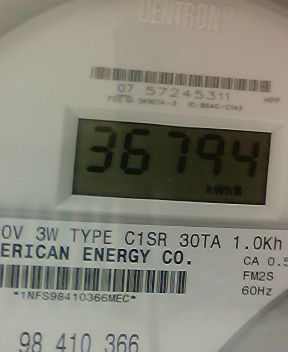 CENTRON
07 57245311
36794
kWh
0V 3W TYPE C1SR 30TA 1.0Kh
ERICAN ENERGY CO.
CA 0.5
FM2S
*1NFS98410366MEC*
60Hz
98 410 366